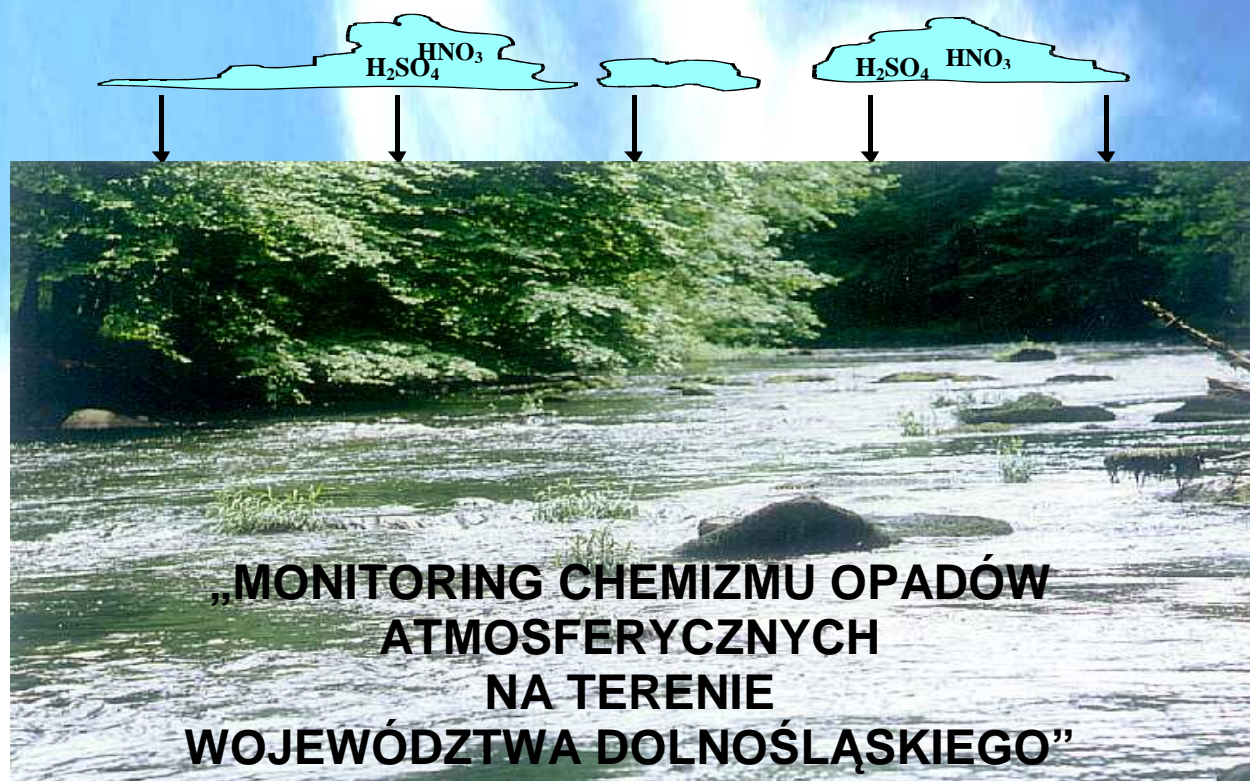 HNO₃
H₂SO₄
H₂SO₄ HNO₃
„MONITORING CHEMIZMU OPADÓW
ATMOSFERYCZNYCH
NA TERENIE
WOJEWÓDZTWA DOLNOŚLĄSKIEGO”